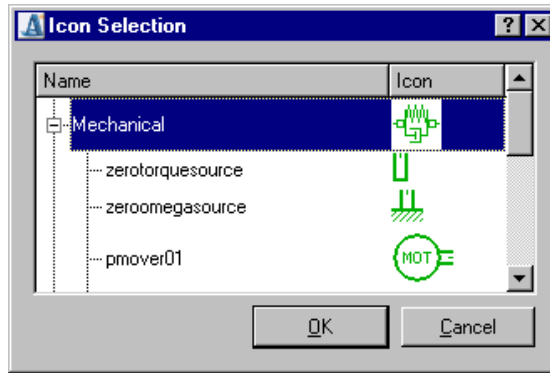 Icon Selection
Name Icon
Mechanical
zerotorquesource
zeroomegasource
pmover01 MOT
OK Cancel